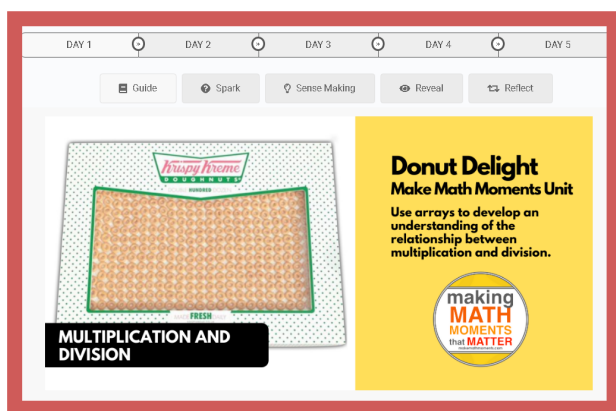 DAY 1
DAY 2
DAY 3
DAY 4
DAY 5
Guide
Spark
Sense Making
Reveal
Reflect
Krispy Kreme
DOUGHNUTS
HUNDRED
FRESH
MULTIPLICATION AND
DIVISION
Donut Delight
Make Math Moments Unit
Use arrays to develop an
understanding of the
relationship between
multiplication and division.
making
MATH
MOMENTS
that MATTER